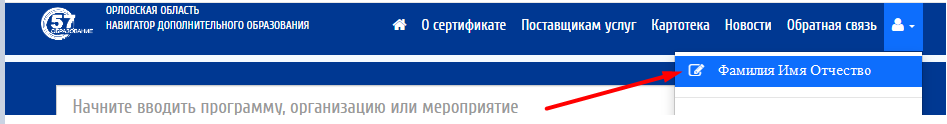 57
ОБРАЗОВАНИЕ
ОРЛОВСКАЯ ОБЛАСТЬ
НАВИГАТОР ДОПОЛНИТЕЛЬНОГО ОБРАЗОВАНИЯ
О сертификате Поставщикам услуг Картотека Новости Обратная связь
Фамилия Имя Отчество
Начните вводить программу, организацию или мероприятие